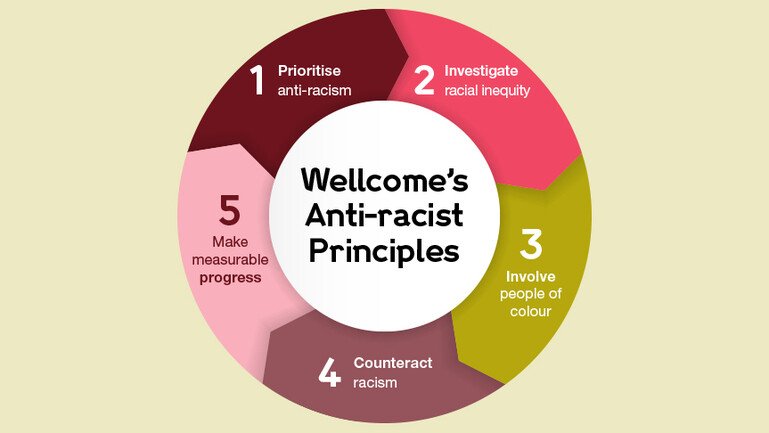 Wellcome's
Anti-racist
Principles
1 Prioritise
anti-racism
2 Investigate
racial inequity
3
Involve
people of
colour
4 Counteract
racism
5
Make
measurable
progress